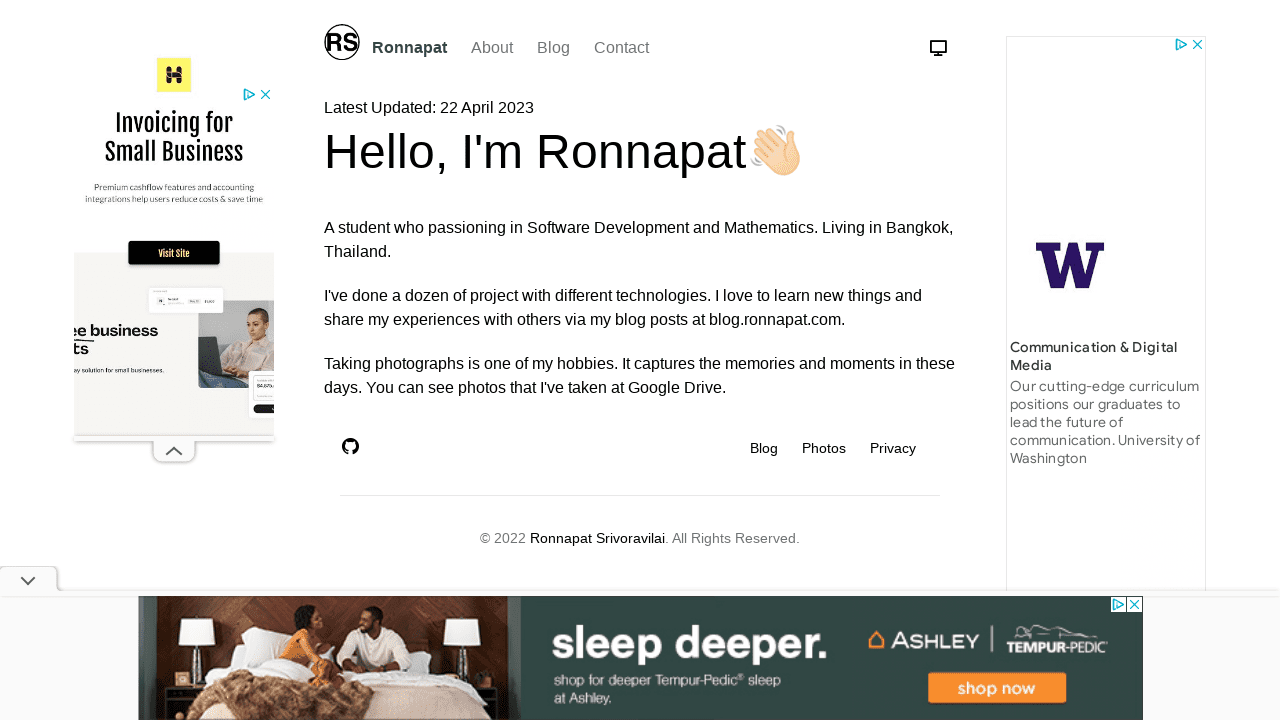 RS
Ronnapat
About
Blog
Contact
Latest Updated: 22 April 2023
Hello, I'm Ronnapat
A student who passioning in Software Development and Mathematics. Living in Bangkok,
Thailand.
I've done a dozen of project with different technologies. I love to learn new things and
share my experiences with others via my blog posts at blog.ronnapat.com.
Taking photographs is one of my hobbies. It captures the memories and moments in these
days. You can see photos that I've taken at Google Drive.
Blog
Photos
Privacy
© 2022 Ronnapat Srivoravilai. All Rights Reserved.
Invoicing for
Small Business
Premium cashflow features and accounting
integrations help users reduce costs & save time
Visit Site
ee business
ts
ay solution for small businesses.
W
Communication & Digital
Media
Our cutting-edge curriculum
positions our graduates to
lead the future of
communication. University of
Washington
sleep deeper.
shop for deeper Tempur-Pedic® sleep
at Ashley.
ASHLEY
TEMPUR-PEDIC
shop now